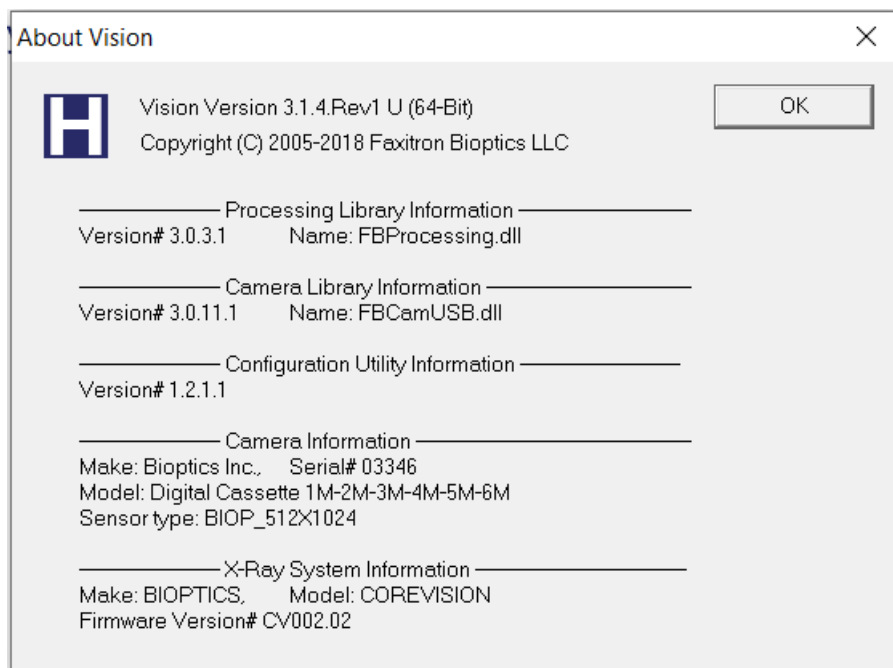 About Vision
H
Vision Version 3.1.4.Rev1 U (64-Bit)
OK
Copyright (C) 2005-2018 Faxitron Bioptics LLC
Processing Library Information
Version# 3.0.3.1 Name: FBProcessing.dll
Camera Library Information
Version# 3.0.11.1 Name: FBCamUSB.dll
Configuration Utility Information
Version# 1.2.1.1
Camera Information
Make: Bioptics Inc., Serial# 03346
Model: Digital Cassette 1M-2M-3M-4M-5M-6M
Sensor type: BIOP_512X1024
X-Ray System Information
Make: BIOPTICS, Model: COREVISION
Firmware Version# CV002.02